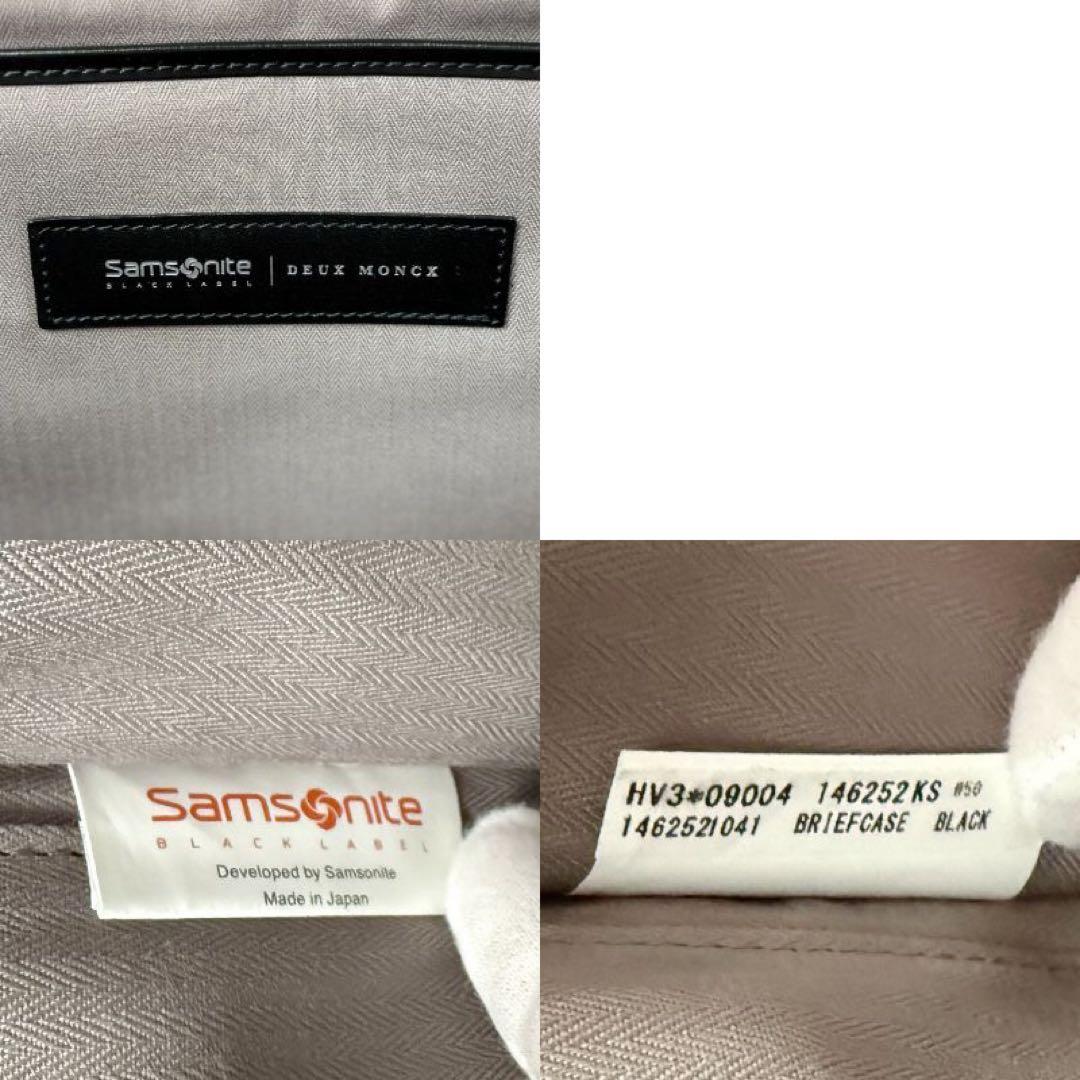 Samsonite | DEUX MONCX
BLACK LABEL
Samsonite
BLACK LABEL
Developed by Samsonite
Made in Japan
HV3*09004 146252KS #50
1462521041 BRIEFCASE BLACK